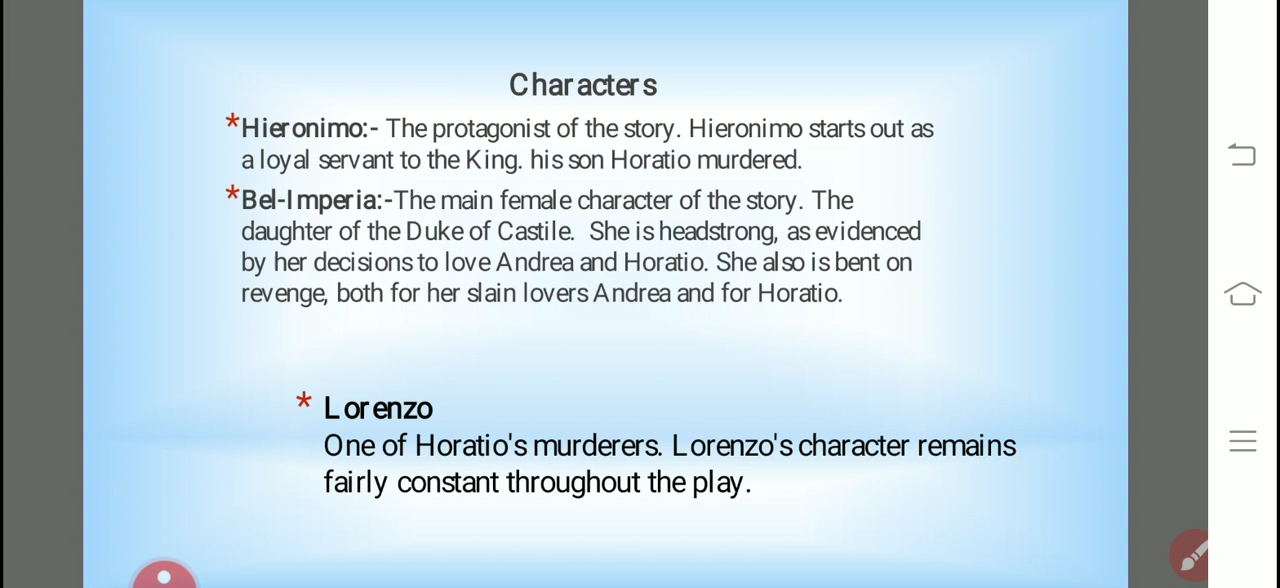 Characters
*Hieronimo:- The protagonist of the story. Hieronimo starts out as
a loyal servant to the King. his son Horatio murdered.
*Bel-Imperia:-The main female character of the story. The
daughter of the Duke of Castile. She is headstrong, as evidenced
by her decisions to love Andrea and Horatio. She also is bent on
revenge, both for her slain lovers Andrea and for Horatio.
* Lorenzo
One of Horatio's murderers. Lorenzo's character remains
fairly constant throughout the play.